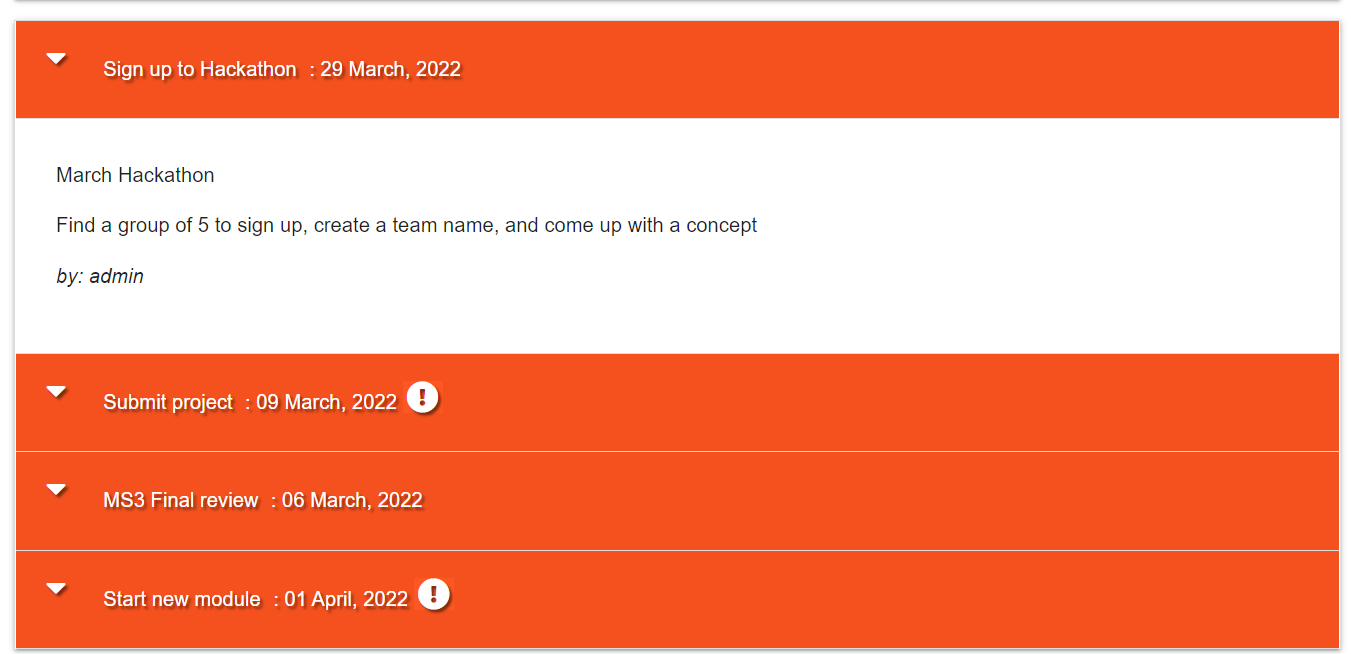 Sign up to Hackathon : 29 March, 2022
March Hackathon
Find a group of 5 to sign up, create a team name, and come up with a concept
by: admin
Submit project : 09 March, 2022 !
MS3 Final review : 06 March, 2022
Start new module : 01 April, 2022 !